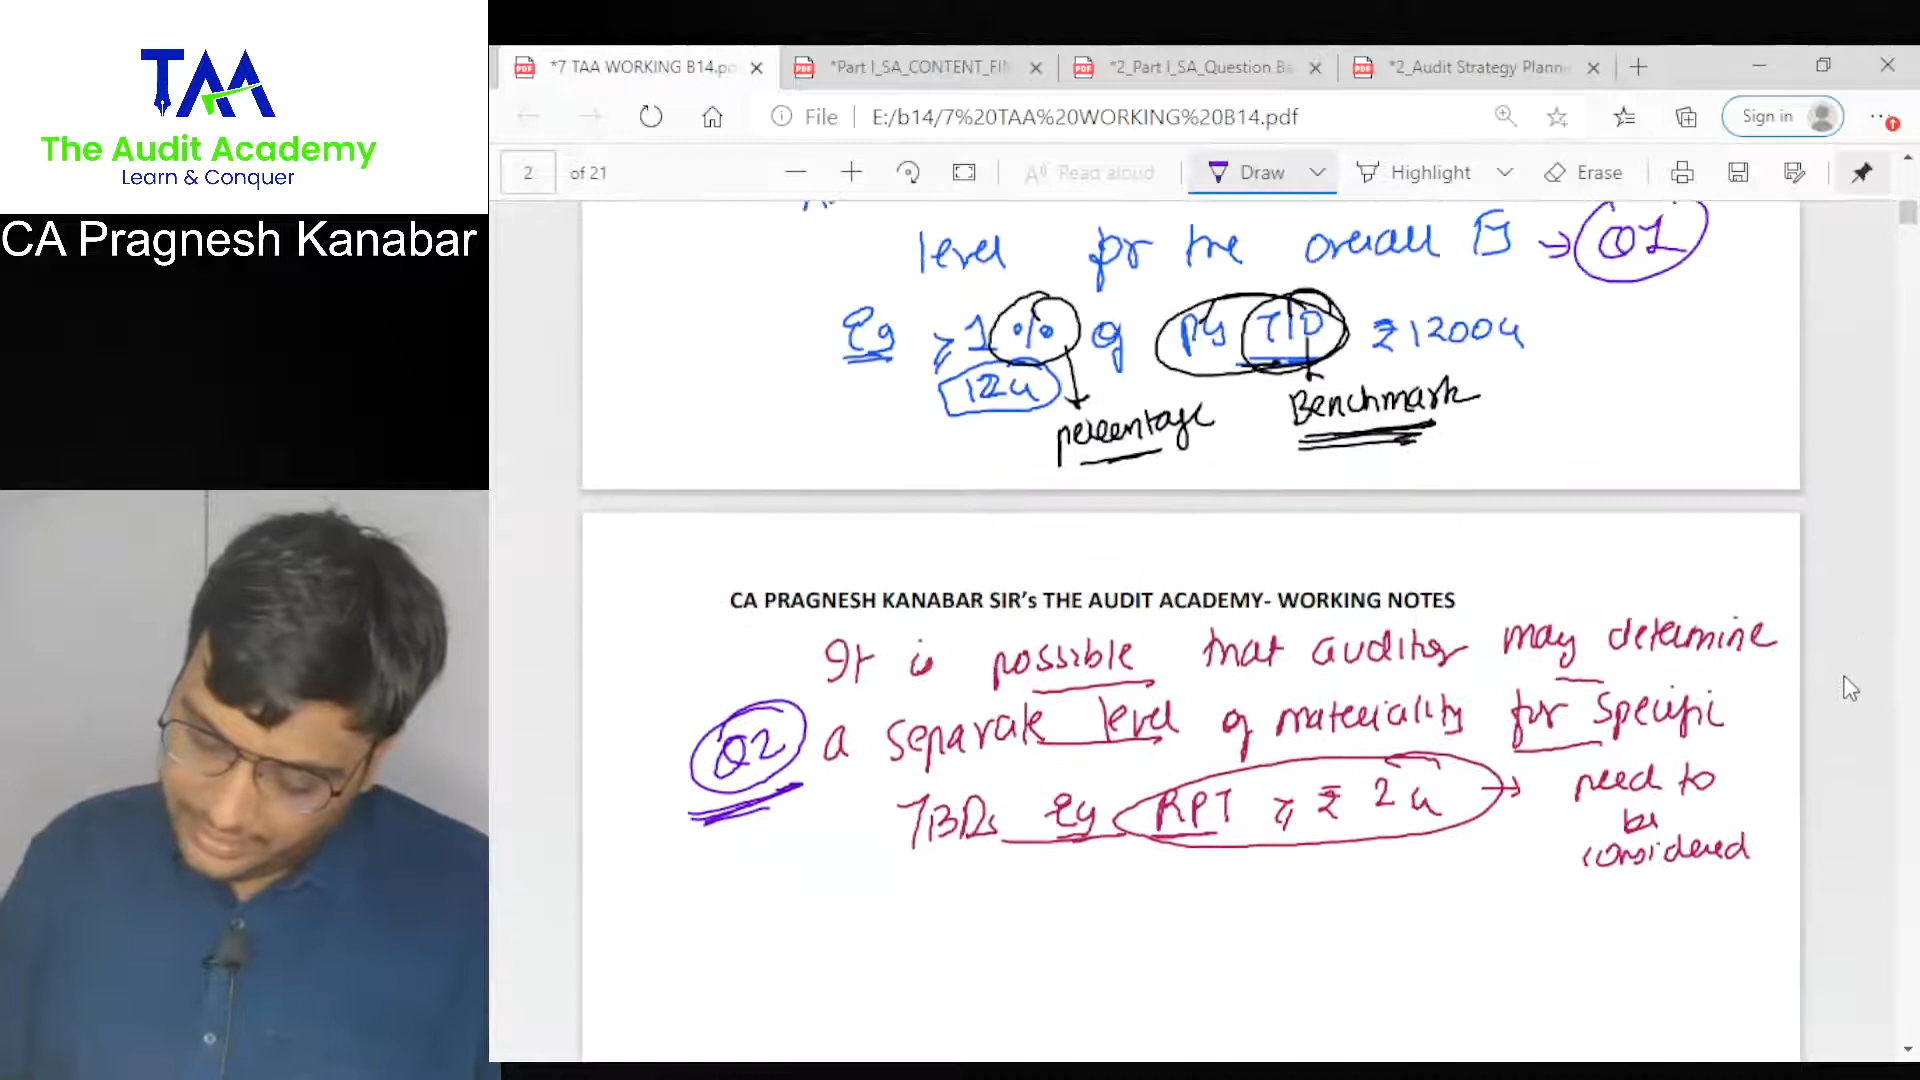 TAA
The Audit Academy
Learn & Conquer
CA Pragnesh Kanabar
*7 TAA WORKING B14.p
*Part I_SA_CONTENT_FIN
*2_Part I_SA_Question Ba
*2_Audit Strategy Plann
File
E:/b14/7%20TAA%20WORKING%20B14.pdf
Sign in
2 of 21
Read aloud
Draw
Highlight
Erase
level for the overall FS → Q1
Eg ≥ 1 % of PY T/O ₹ 1200u
12u
percentage
Benchmark
CA PRAGNESH KANABAR SIR's THE AUDIT ACADEMY- WORKING NOTES
It is possible that auditor may determine
Q2 a separate level of materiality for specific
TBDs Eg RPT ≥ ₹ 2u → need to
be
considered